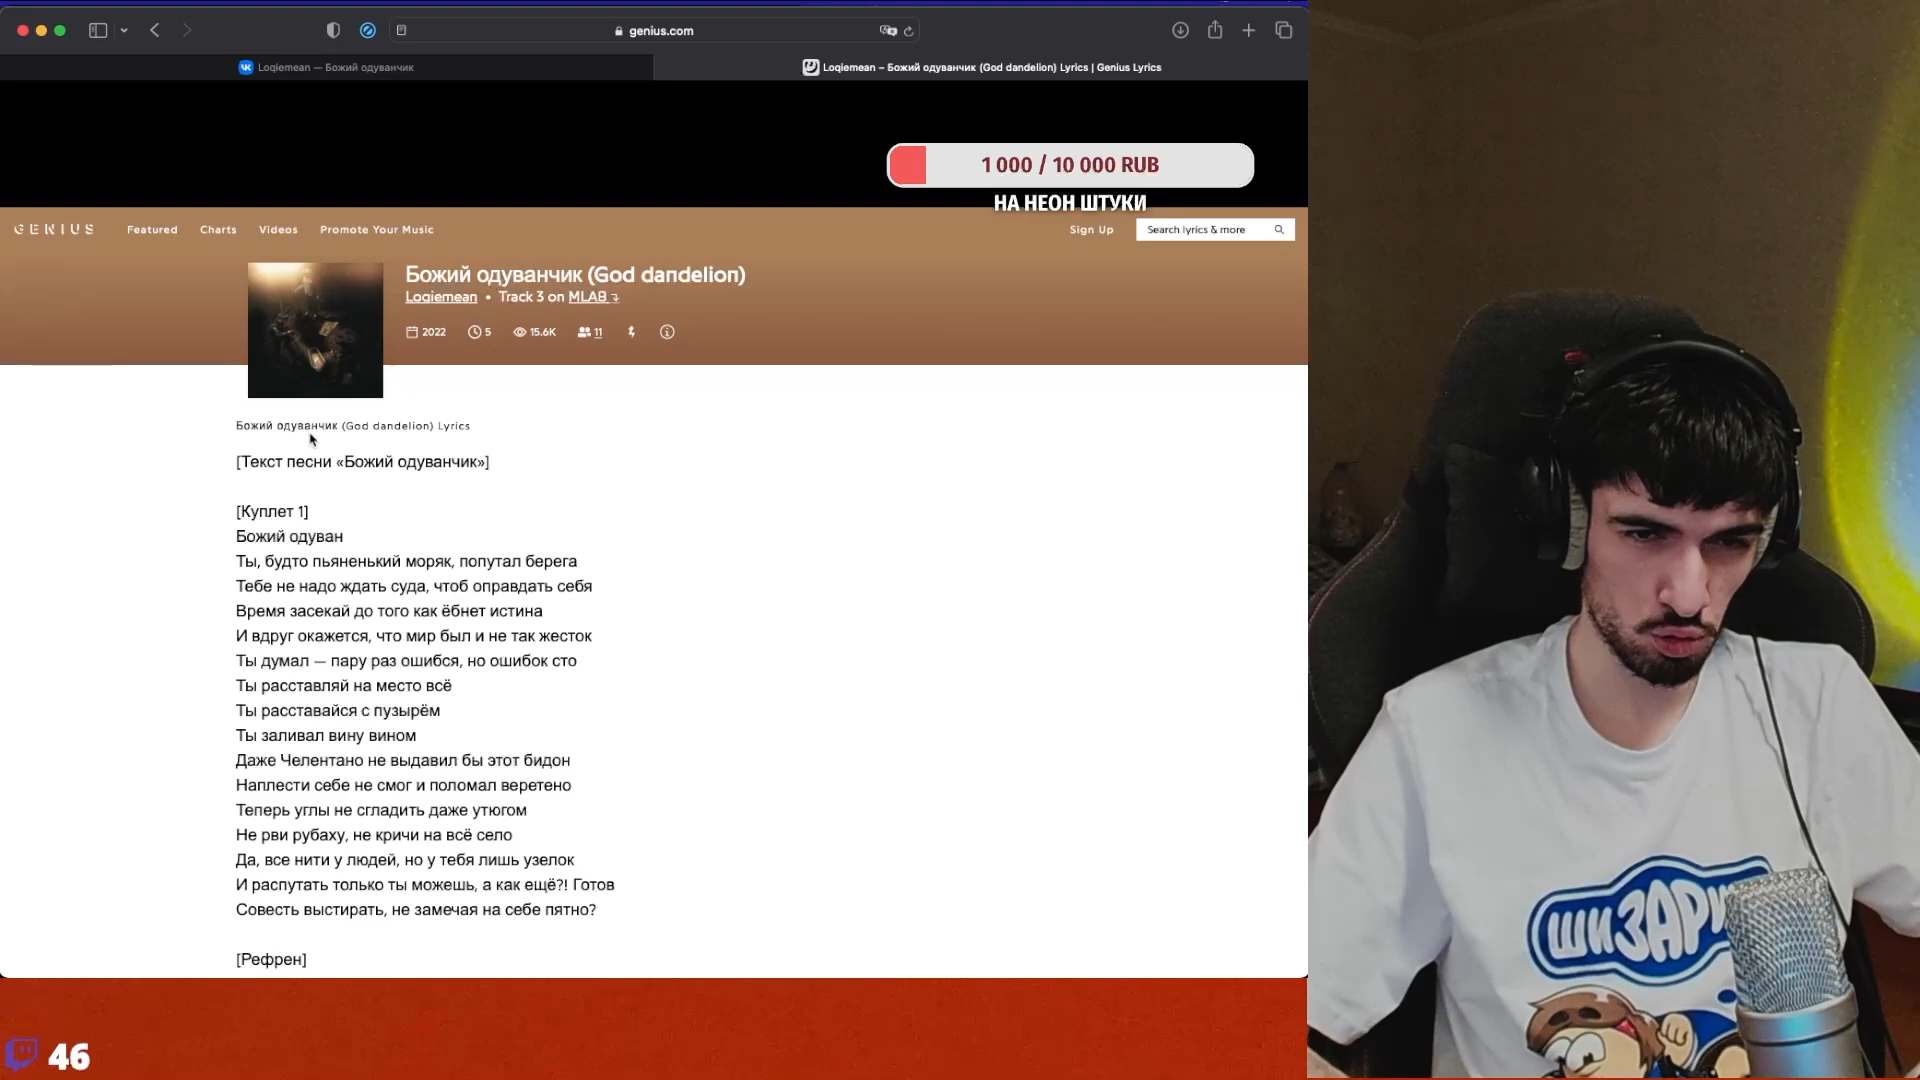 genius.com
Loqiemean — Божий одуванчик
Loqiemean – Божий одуванчик (God dandelion) Lyrics | Genius Lyrics
1 000 / 10 000 RUB
НА НЕОН ШТУКИ
GENIUS
Featured Charts Videos Promote Your Music
Sign Up
Search lyrics & more
Божий одуванчик (God dandelion)
Loqiemean • Track 3 on MLAB
2022 5 15.6K 11
Божий одуванчик (God dandelion) Lyrics
[Текст песни «Божий одуванчик»]
[Куплет 1]
Божий одуван
Ты, будто пьяненький моряк, попутал берега
Тебе не надо ждать суда, чтоб оправдать себя
Время засекай до того как ёбнет истина
И вдруг окажется, что мир был и не так жесток
Ты думал — пару раз ошибся, но ошибок сто
Ты расставляй на место всё
Ты расставайся с пузырём
Ты заливал вину вином
Даже Челентано не выдавил бы этот бидон
Наплести себе не смог и поломал веретено
Теперь углы не сгладить даже утюгом
Не рви рубаху, не кричи на всё село
Да, все нити у людей, но у тебя лишь узелок
И распутать только ты можешь, а как ещё?! Готов
Совесть выстирать, не замечая на себе пятно?
[Рефрен]
46